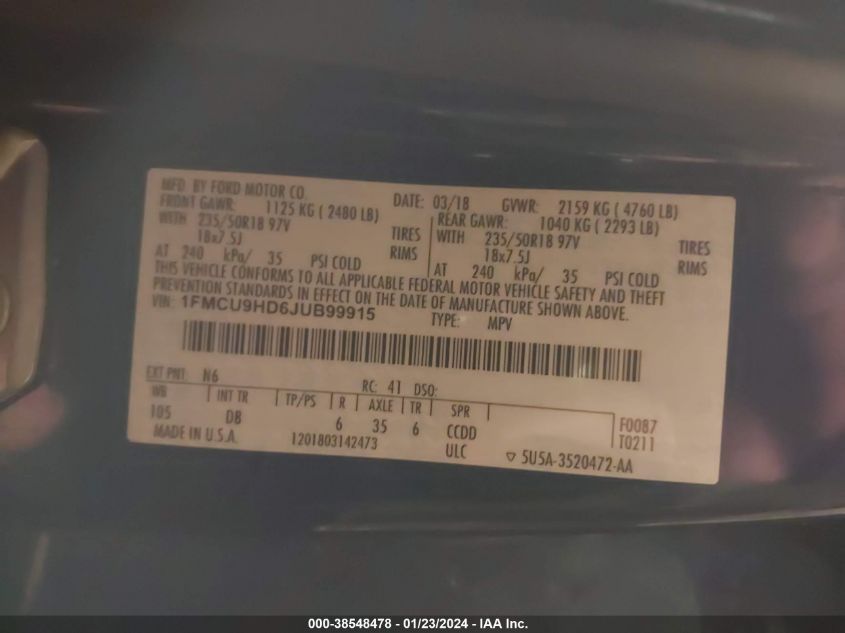 MFD. BY FORD MOTOR CO. DATE: 03/18 GVWR: 2159 KG ( 4760 LB)
FRONT GAWR: 1125 KG ( 2480 LB) REAR GAWR: 1040 KG ( 2293 LB)
WITH 235/50R18 97V TIRES WITH 235/50R18 97V TIRES
18x7.5J RIMS 18x7.5J RIMS
AT 240 kPa/ 35 PSI COLD AT 240 kPa/ 35 PSI COLD
THIS VEHICLE CONFORMS TO ALL APPLICABLE FEDERAL MOTOR VEHICLE SAFETY AND THEFT
PREVENTION STANDARDS IN EFFECT ON THE DATE OF MANUFACTURE SHOWN ABOVE.
VIN: 1FMCU9HD6JUB99915 TYPE: MPV
EXT PNT: N6 RC: 41 DSO:
WB INT TR TP/PS R AXLE TR SPR F0087
105 DB 6 35 6 CCDD T0211
MADE IN U.S.A. 1201803142473 ULC 5U5A-3520472-AA
000-38548478 - 01/23/2024 - IAA Inc.